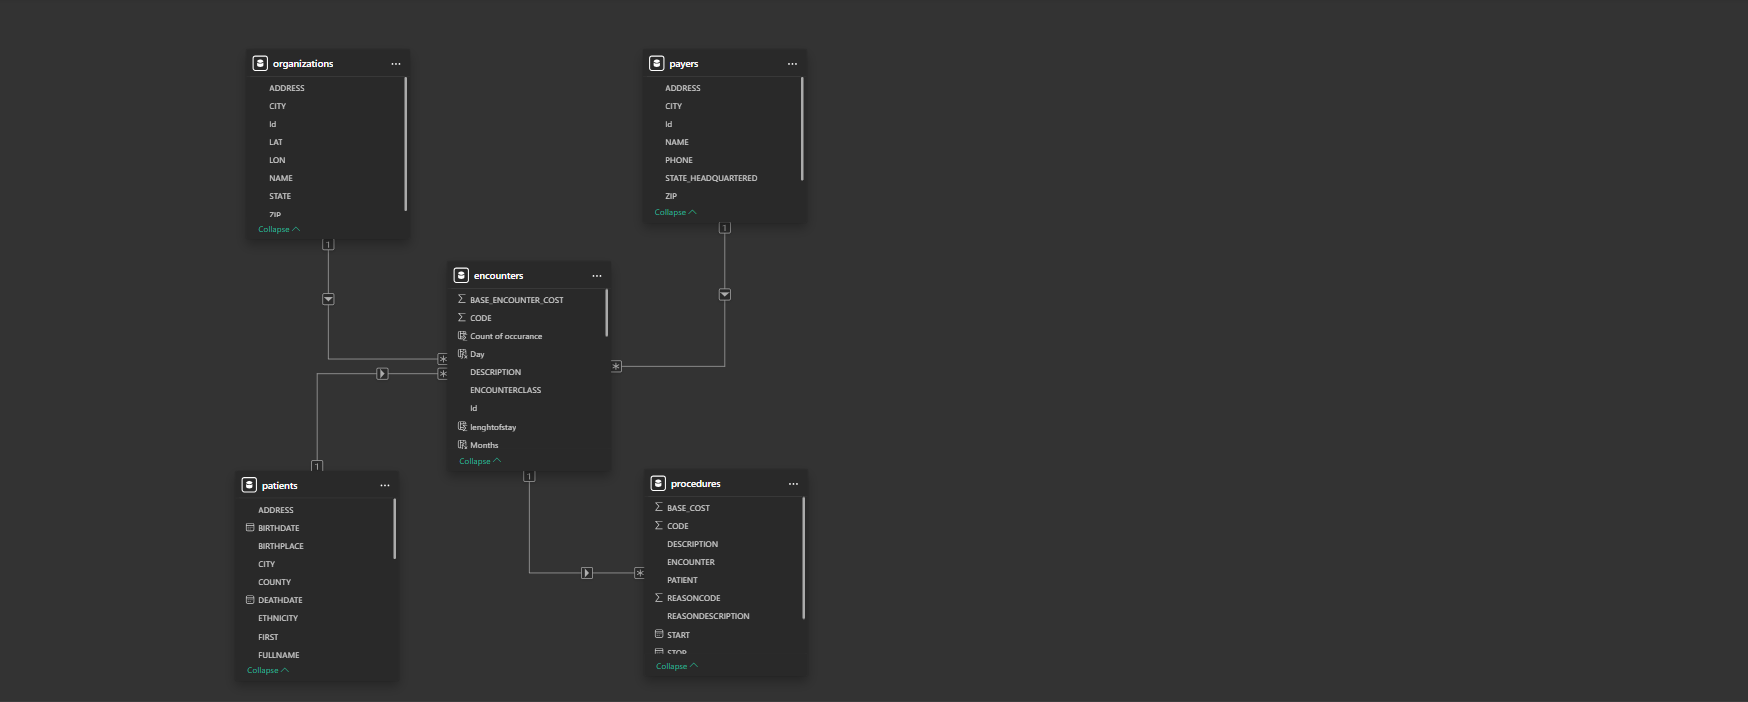 organizations
ADDRESS
CITY
Id
LAT
LON
NAME
STATE
ZIP
Collapse
1
payers
ADDRESS
CITY
Id
NAME
PHONE
STATE_HEADQUARTERED
ZIP
Collapse
1
encounters
BASE_ENCOUNTER_COST
CODE
Count of occurance
Day
DESCRIPTION
ENCOUNTERCLASS
Id
lenghtofstay
Months
Collapse
*
*
*
1
1
patients
ADDRESS
BIRTHDATE
BIRTHPLACE
CITY
COUNTY
DEATHDATE
ETHNICITY
FIRST
FULLNAME
Collapse
procedures
BASE_COST
CODE
DESCRIPTION
ENCOUNTER
PATIENT
REASONCODE
REASONDESCRIPTION
START
STOP
Collapse
*